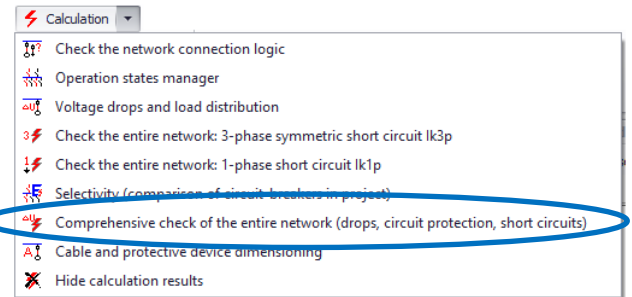 Calculation
Check the network connection logic
Operation states manager
Voltage drops and load distribution
Check the entire network: 3-phase symmetric short circuit Ik3p
Check the entire network: 1-phase short circuit Ik1p
Selectivity (comparison of circuit-breakers in project)
Comprehensive check of the entire network (drops, circuit protection, short circuits)
Cable and protective device dimensioning
Hide calculation results